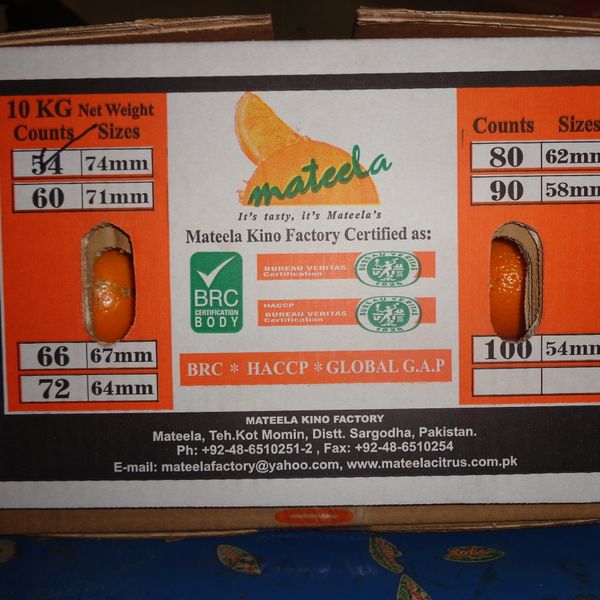 10 KG Net Weight
Counts Sizes
54 74mm
60 71mm
66 67mm
72 64mm
mateela
It's tasty, it's Mateela's
Mateela Kino Factory Certified as:
BRC
CERTIFICATION
BODY
BUREAU VERITAS
Certification
HACCP
BUREAU VERITAS
Certification
BRC * HACCP * GLOBAL G.A.P
Counts Sizes
80 62mm
90 58mm
100 54mm
MATEELA KINO FACTORY
Mateela, Teh.Kot Momin, Distt. Sargodha, Pakistan.
Ph: +92-48-6510251-2 , Fax: +92-48-6510254
E-mail: mateelafactory@yahoo.com, www.mateelacitrus.com.pk